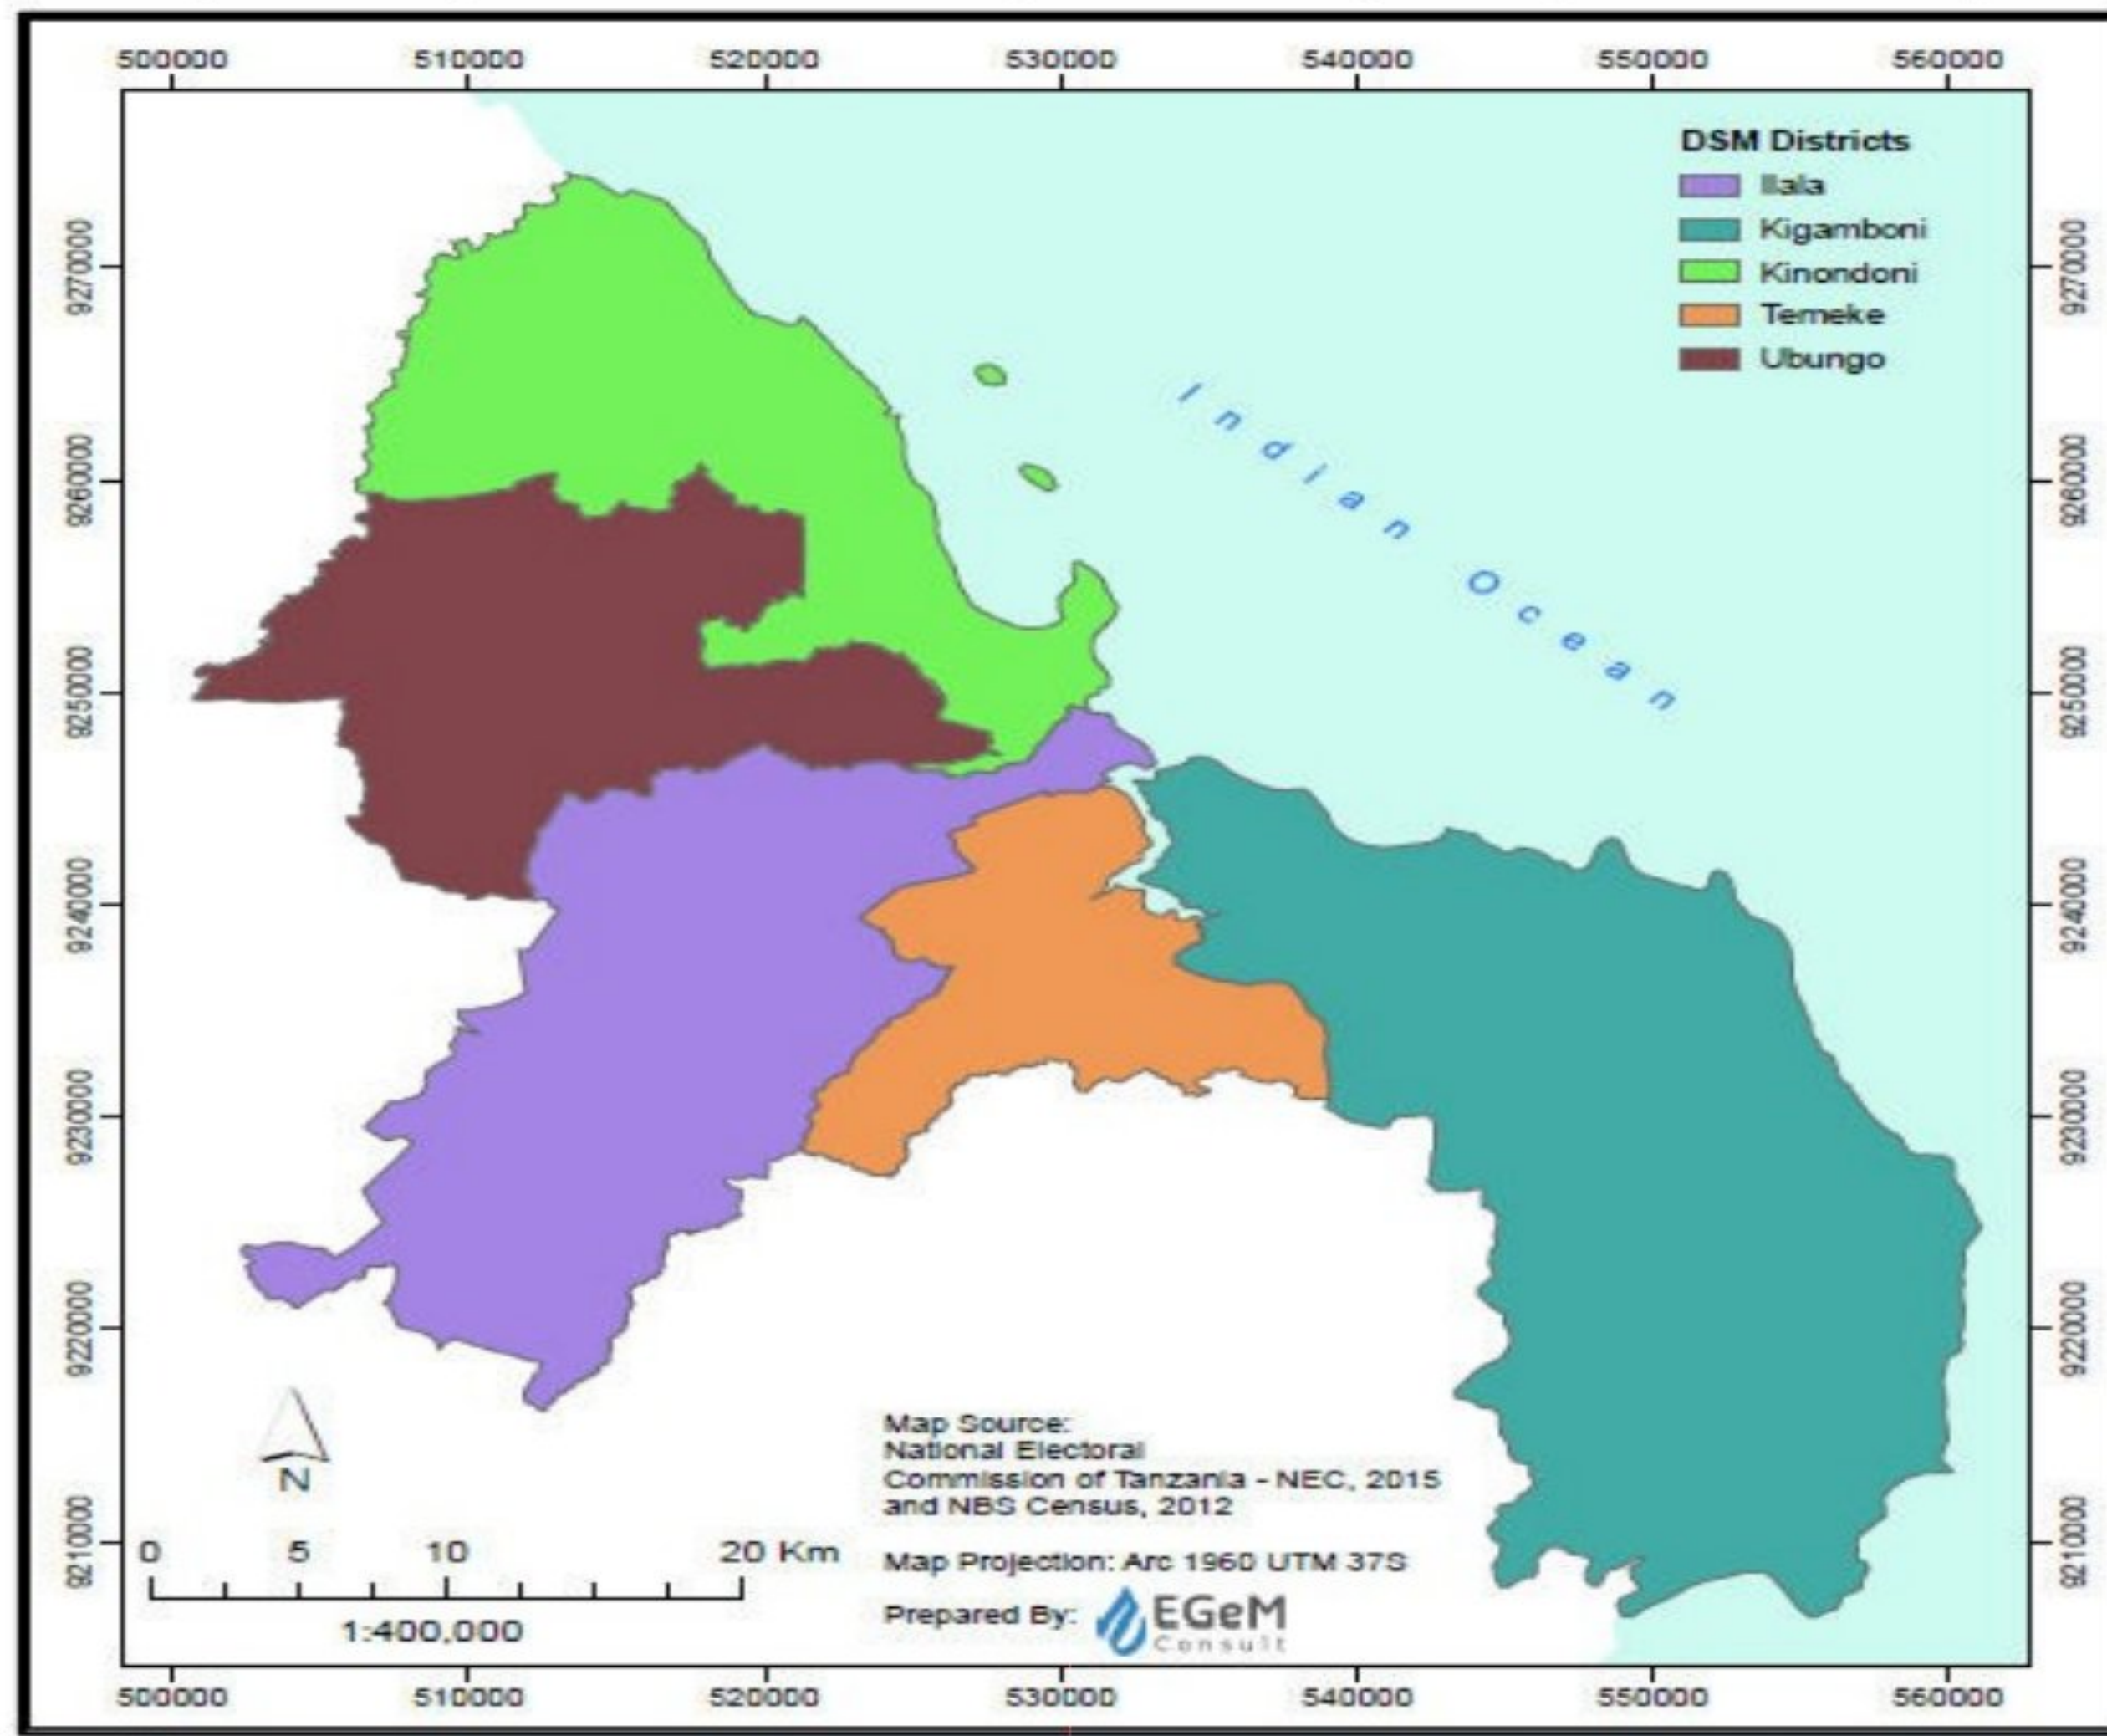 500000 510000 520000 530000 540000 550000 560000
DSM Districts
Ilala
Kigamboni
Kinondoni
Temeke
Ubungo
9270000 9270000
9260000 9260000
9250000 9250000
9240000 9240000
9230000 9230000
9220000 9220000
9210000 9210000
Indian Ocean
N
0 5 10 20 Km
1:400,000
Map Source:
National Electoral
Commission of Tanzania - NEC, 2015
and NBS Census, 2012
Map Projection: Arc 1960 UTM 37S
Prepared By: EGeM
Consult
500000 510000 520000 530000 540000 550000 560000